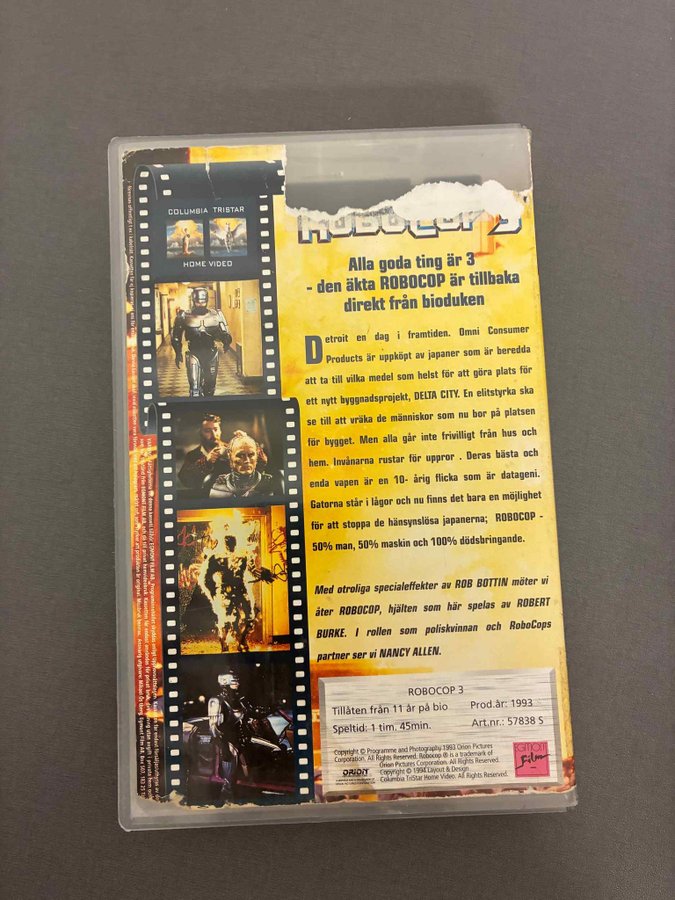 COLUMBIA TRISTAR
HOME VIDEO
ROBOCOP 3
Alla goda ting är 3
- den äkta ROBOCOP är tillbaka
direkt från bioduken
Detroit en dag i framtiden. Omni Consumer
Products är uppköpt av japaner som är beredda
att ta till vilka medel som helst för att göra plats för
ett nytt byggnadsprojekt, DELTA CITY. En elitstyrka ska
se till att vräka de människor som nu bor på platsen
för bygget. Men alla går inte frivilligt från hus och
hem. Invånarna rustar för uppror . Deras bästa och
enda vapen är en 10- årig flicka som är datageni.
Gatorna står i lågor och nu finns det bara en möjlighet
för att stoppa de hänsynslösa japanerna; ROBOCOP -
50% man, 50% maskin och 100% dödsbringande.
Med otroliga specialeffekter av ROB BOTTIN möter vi
åter ROBOCOP, hjälten som här spelas av ROBERT
BURKE. I rollen som poliskvinnan och RoboCops
partner ser vi NANCY ALLEN.
ROBOCOP 3
Tillåten från 11 år på bio Prod.år: 1993
Speltid: 1 tim. 45min. Art.nr.: 57838 S
Copyright © Programme and Photography 1993 Orion Pictures
Corporation. All Rights Reserved. Robocop ® is a trademark of
Orion Pictures Corporation. All Rights Reserved.
Copyright © 1994 Layout & Design
Columbia TriStar Home Video. All Rights Reserved.
ORION
EGMONT
Film